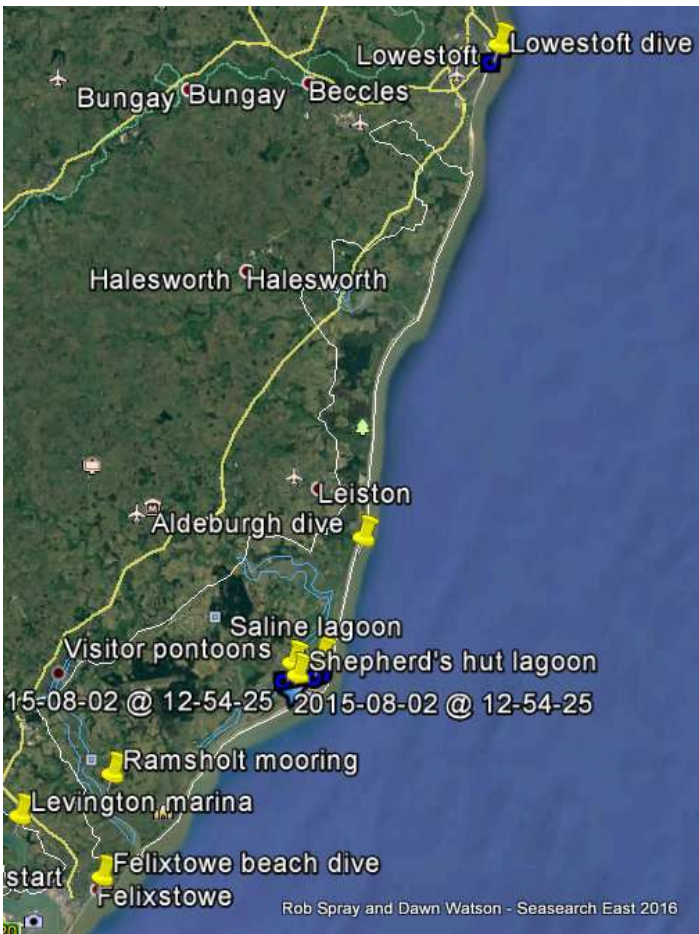 Lowestoft Lowestoft dive
Bungay Bungay Beccles
Halesworth Halesworth
Leiston
Aldeburgh dive
Saline lagoon
Visitor pontoons
Shepherd's hut lagoon
15-08-02 @ 12-54-25 2015-08-02 @ 12-54-25
Ramsholt mooring
Levington marina
Felixtowe beach dive
start
Felixstowe
Rob Spray and Dawn Watson - Seasearch East 2016